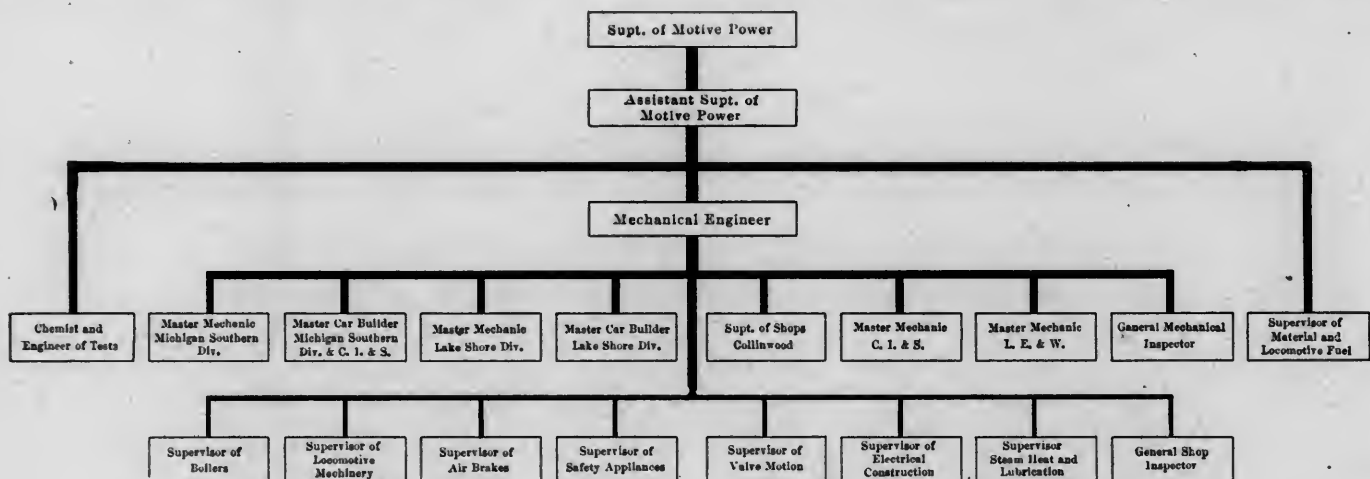 Supt. of Motive Power
Assistant Supt. of
Motive Power
Mechanical Engineer
Chemist and
Engineer of Tests
Master Mechanic
Michigan Southern
Div.
Master Car Builder
Michigan Southern
Div. & C. I. & S.
Master Mechanic
Lake Shore Div.
Master Car Builder
Lake Shore Div.
Supt. of Shops
Collinwood
Master Mechanic
C. I. & S.
Master Mechanic
L. E. & W.
General Mechanical
Inspector
Supervisor of
Material and
Locomotive Fuel
Supervisor of
Boilers
Supervisor of
Locomotive
Machinery
Supervisor of
Air Brakes
Supervisor of
Safety Appliances
Supervisor of
Valve Motion
Supervisor of
Electrical
Construction
Supervisor
Steam Heat and
Lubrication
General Shop
Inspector